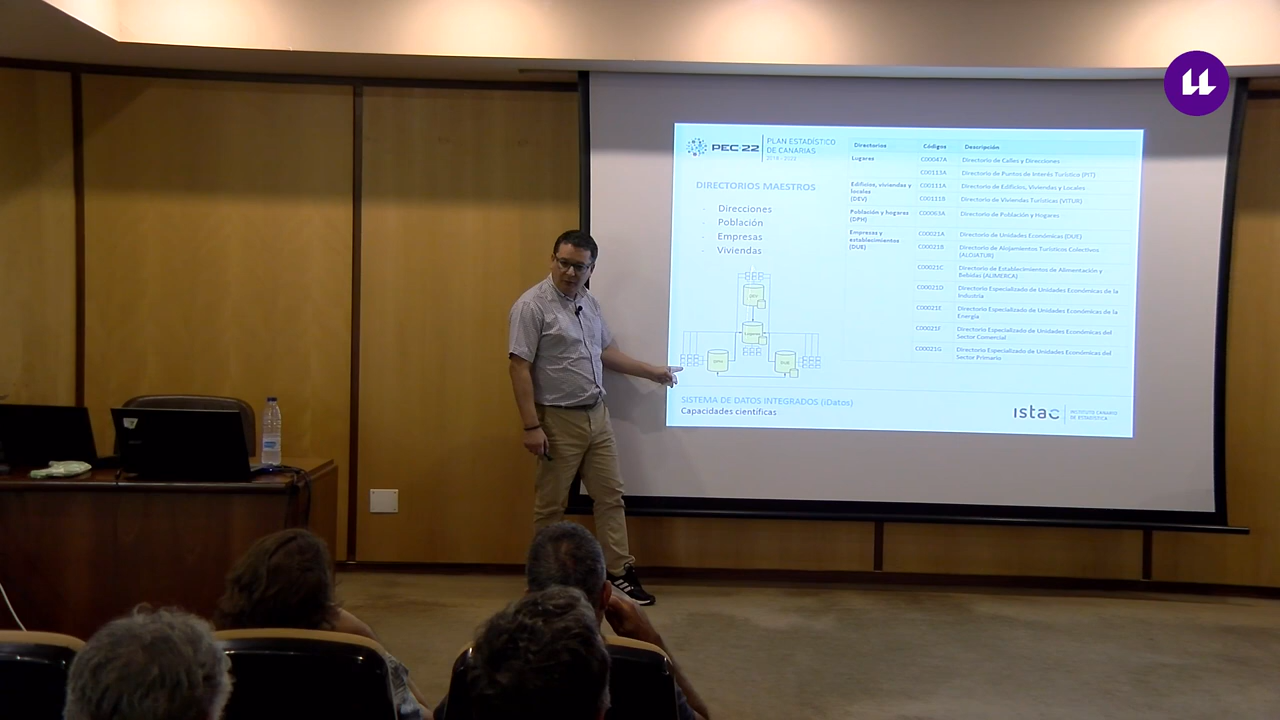 PEC-22
PLAN ESTADÍSTICO
DE CANARIAS
2018 - 2022
DIRECTORIOS MAESTROS
- Direcciones
- Población
- Empresas
- Viviendas
Directorios Códigos Descripción
Lugares C00047A Directorio de Calles y Direcciones
C00113A Directorio de Puntos de Interés Turístico (PIT)
Edificios, viviendas y locales (DEV) C00111A Directorio de Edificios, Viviendas y Locales
C00111B Directorio de Viviendas Turísticas (VITUR)
Población y hogares (DPH) C00063A Directorio de Población y Hogares
Empresas y establecimientos (DUE) C00021A Directorio de Unidades Económicas (DUE)
C00021B Directorio de Alojamientos Turísticos Colectivos
(ALOJATUR)
C00021C Directorio de Establecimientos de Alimentación y
Bebidas (ALIMERCA)
C00021D Directorio Especializado de Unidades Económicas de la
Industria
C00021E Directorio Especializado de Unidades Económicas de la
Energía
C00021F Directorio Especializado de Unidades Económicas del
Sector Comercial
C00021G Directorio Especializado de Unidades Económicas del
Sector Primario
SISTEMA DE DATOS INTEGRADOS (iDatos)
Capacidades científicas
istac
INSTITUTO CANARIO
DE ESTADÍSTICA